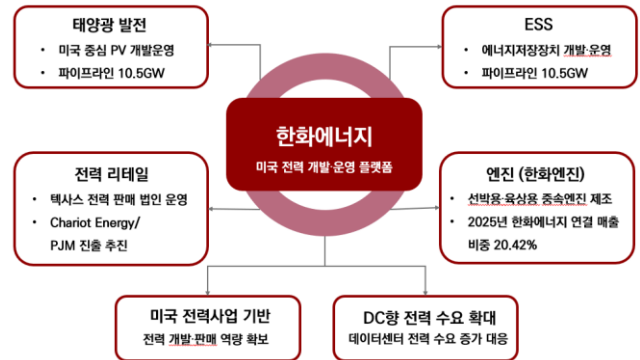 태양광 발전
• 미국 중심 PV 개발운영
• 파이프라인 10.5GW
ESS
• 에너지저장장치 개발·운영
• 파이프라인 10.5GW
한화에너지
미국 전력 개발·운영 플랫폼
전력 리테일
• 텍사스 전력 판매 법인 운영
• Chariot Energy/
PJM 진출 추진
엔진 (한화엔진)
• 선박용·육상용 중속엔진 제조
• 2025년 한화에너지 연결 매출
비중 20.42%
미국 전력사업 기반
전력 개발·판매 역량 확보
DC향 전력 수요 확대
데이터센터 전력 수요 증가 대응